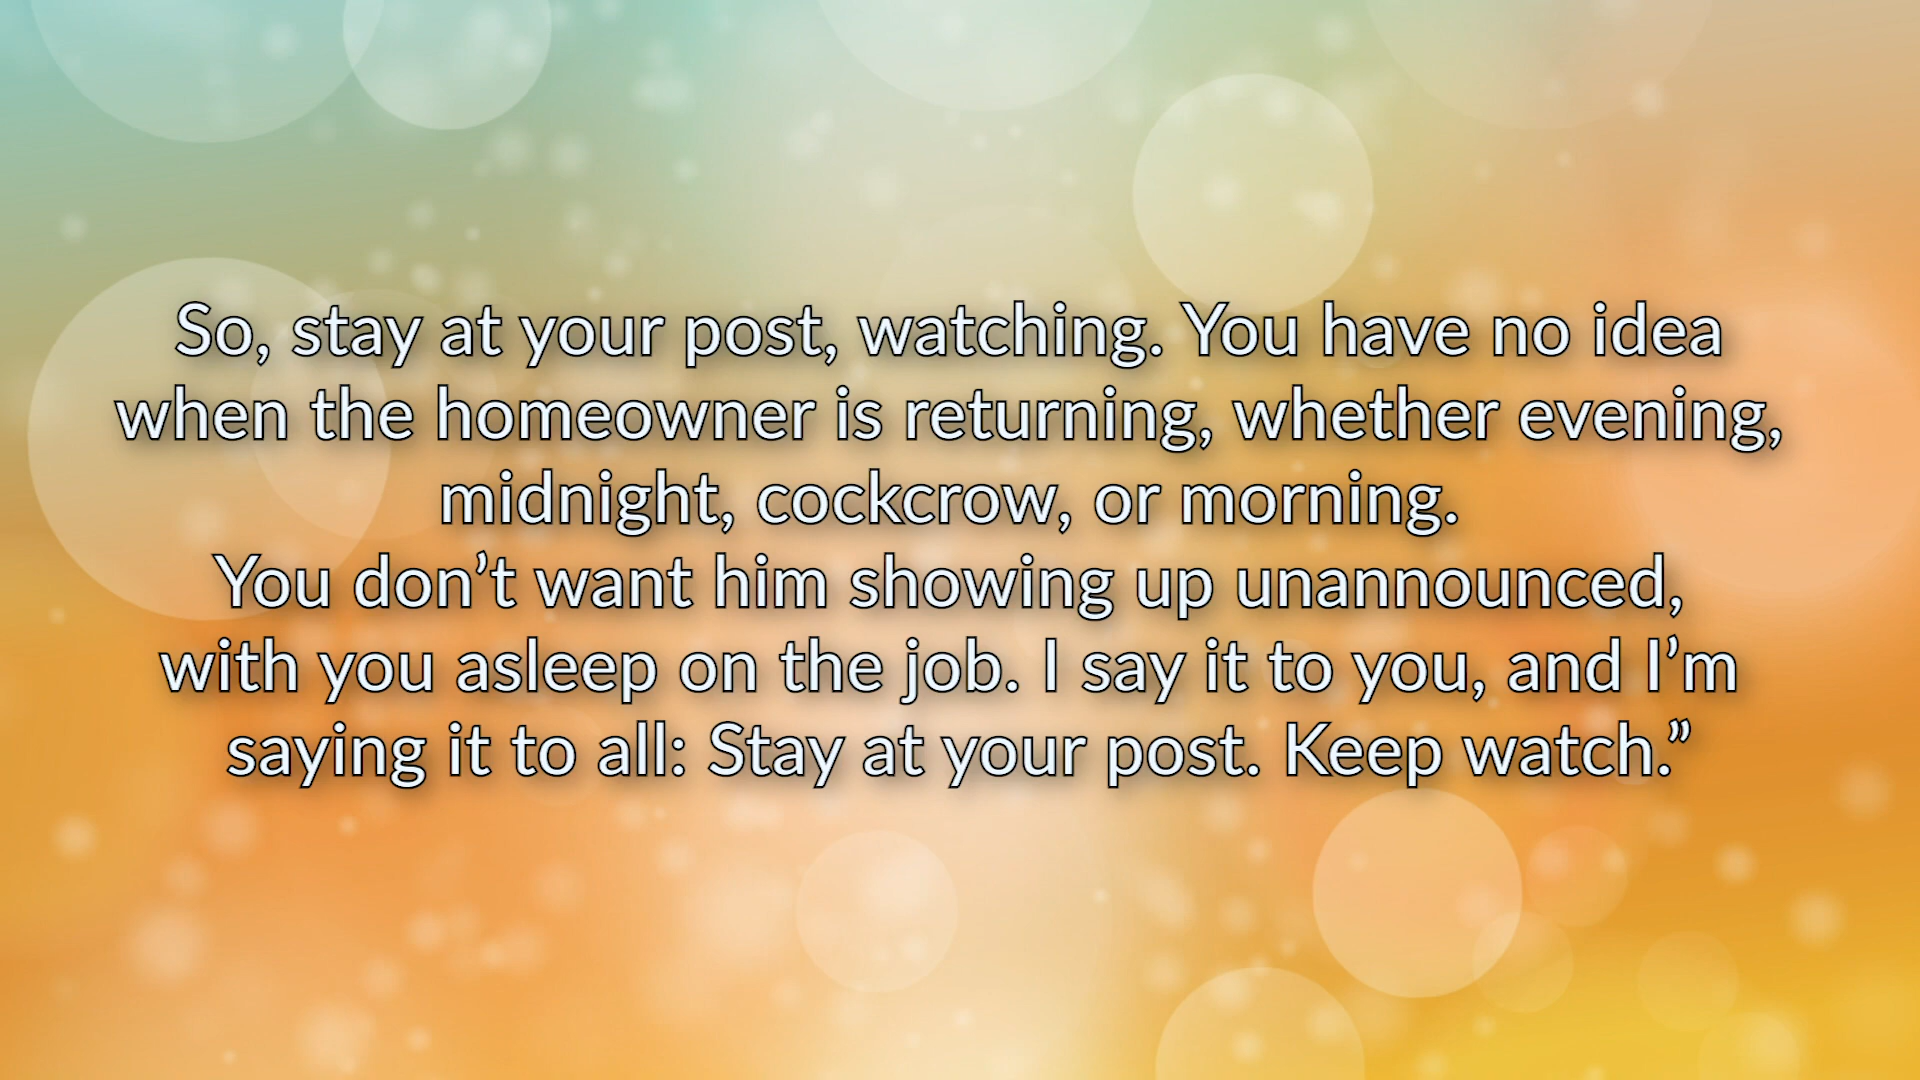 So, stay at your post, watching. You have no idea
when the homeowner is returning, whether evening,
midnight, cockcrow, or morning.
You don’t want him showing up unannounced,
with you asleep on the job. I say it to you, and I’m
saying it to all: Stay at your post. Keep watch.”